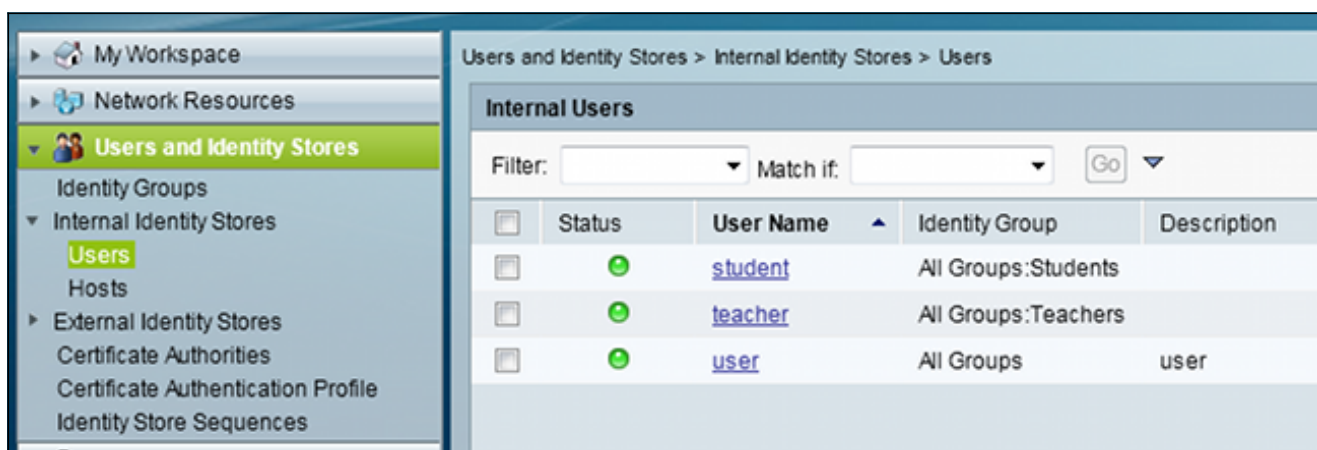 My Workspace
Network Resources
Users and Identity Stores
Identity Groups
Internal Identity Stores
Users
Hosts
External Identity Stores
Certificate Authorities
Certificate Authentication Profile
Identity Store Sequences
Users and Identity Stores > Internal Identity Stores > Users
Internal Users
Filter: Match if: Go
Status User Name Identity Group Description
student All Groups:Students
teacher All Groups:Teachers
user All Groups user